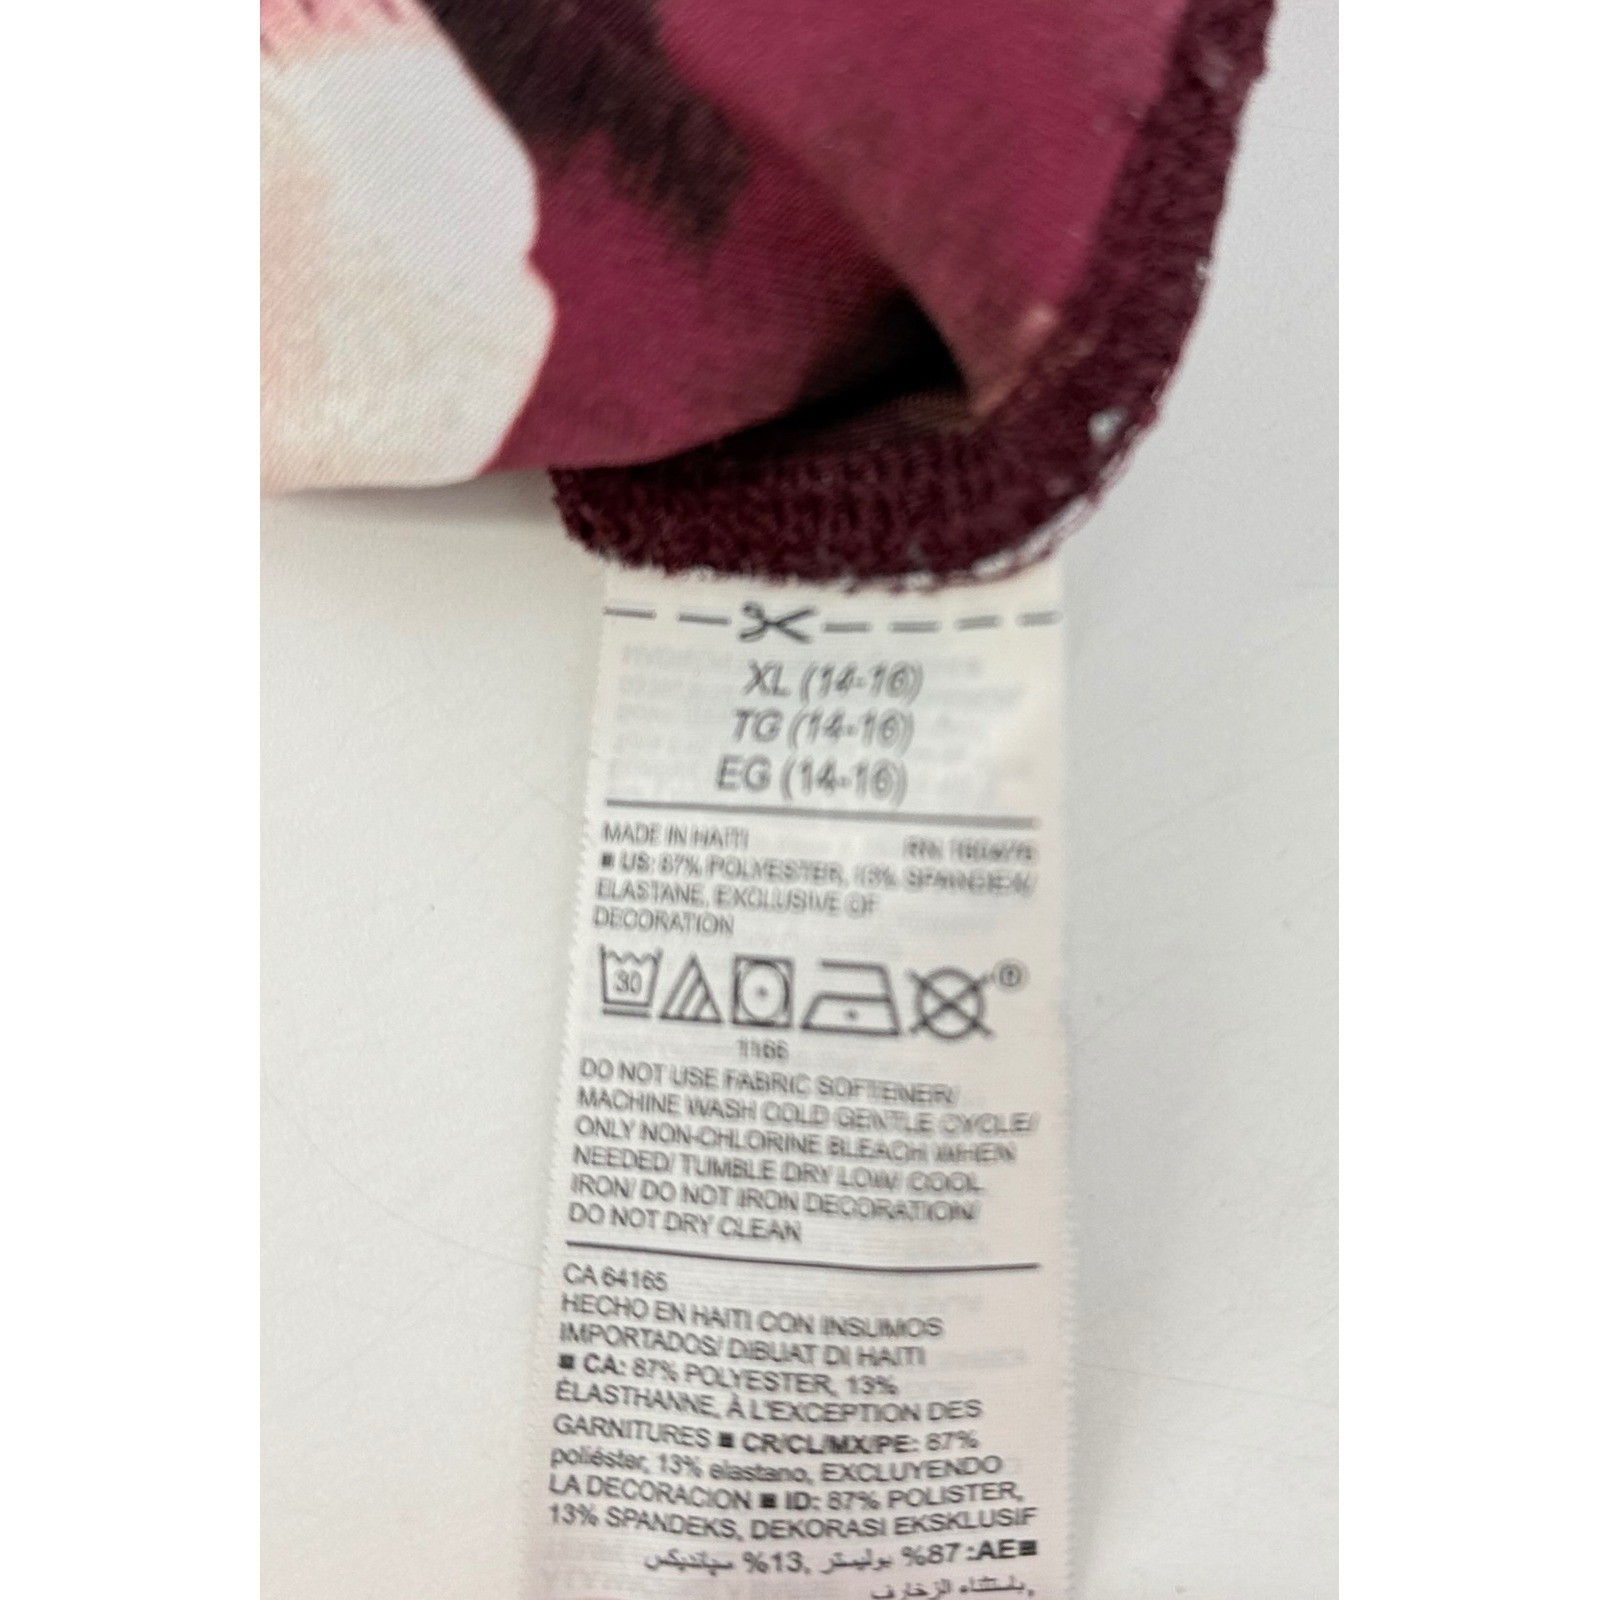 XL (14-16)
TG (14-16)
EG (14-16)
MADE IN HAITI RN
■ US: 87% POLYESTER, 13% SPANDEX/
ELASTANE, EXCLUSIVE OF
DECORATION
30
1166
DO NOT USE FABRIC SOFTENER/
MACHINE WASH COLD GENTLE CYCLE/
ONLY NON-CHLORINE BLEACH WHEN
NEEDED/ TUMBLE DRY LOW/ COOL
IRON/ DO NOT IRON DECORATION/
DO NOT DRY CLEAN
CA 64165
HECHO EN HAITI CON INSUMOS
IMPORTADOS/ DIBUAT DI HAITI
■ CA: 87% POLYESTER, 13%
ÉLASTHANNE, À L'EXCEPTION DES
GARNITURES ■ CR/CL/MX/PE: 87%
poliéster, 13% elastano, EXCLUYENDO
LA DECORACION ■ ID: 87% POLISTER,
13% SPANDEKS, DEKORASI EKSKLUSIF
■AE: 87% بوليستر, 13% سپانديكس
,باستثناء الزخارف